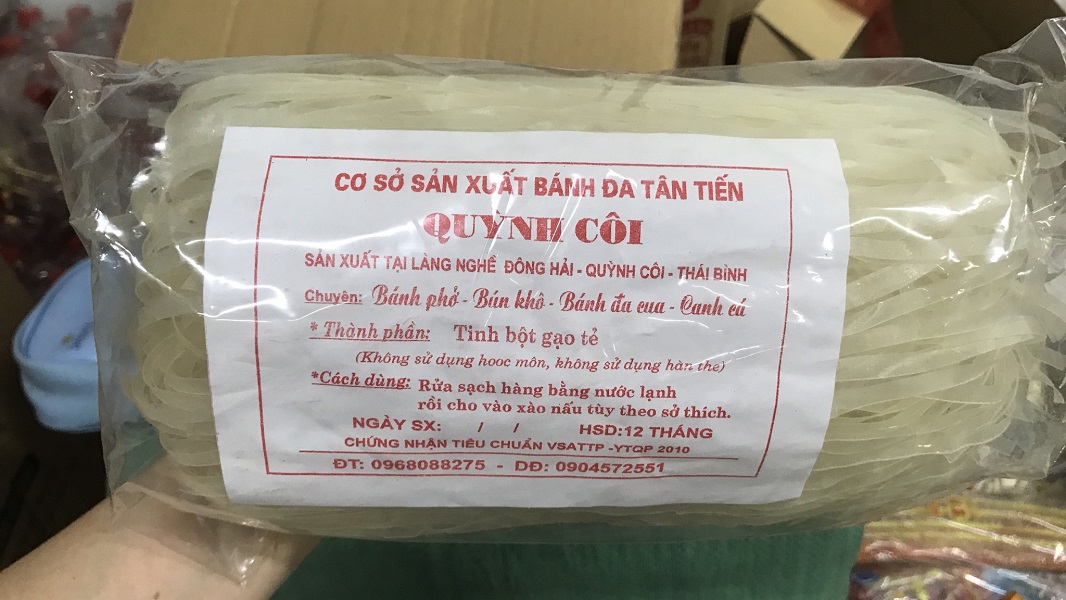 CƠ SỞ SẢN XUẤT BÁNH ĐA TÂN TIẾN
QUỲNH CÔI
SẢN XUẤT TẠI LÀNG NGHỀ ĐÔNG HẢI - QUỲNH CÔI - THÁI BÌNH
Chuyên: Bánh phở - Bún khô - Bánh đa cua - Canh cá
* Thành phần: Tinh bột gạo tẻ
(Không sử dụng hooc môn, không sử dụng hàn the)
*Cách dùng: Rửa sạch hàng bằng nước lạnh
rồi cho vào xào nấu tùy theo sở thích.
NGÀY SX: / / HSD:12 THÁNG
CHỨNG NHẬN TIÊU CHUẨN VSATTP -YTQP 2010
ĐT: 0968088275 - DĐ: 0904572551